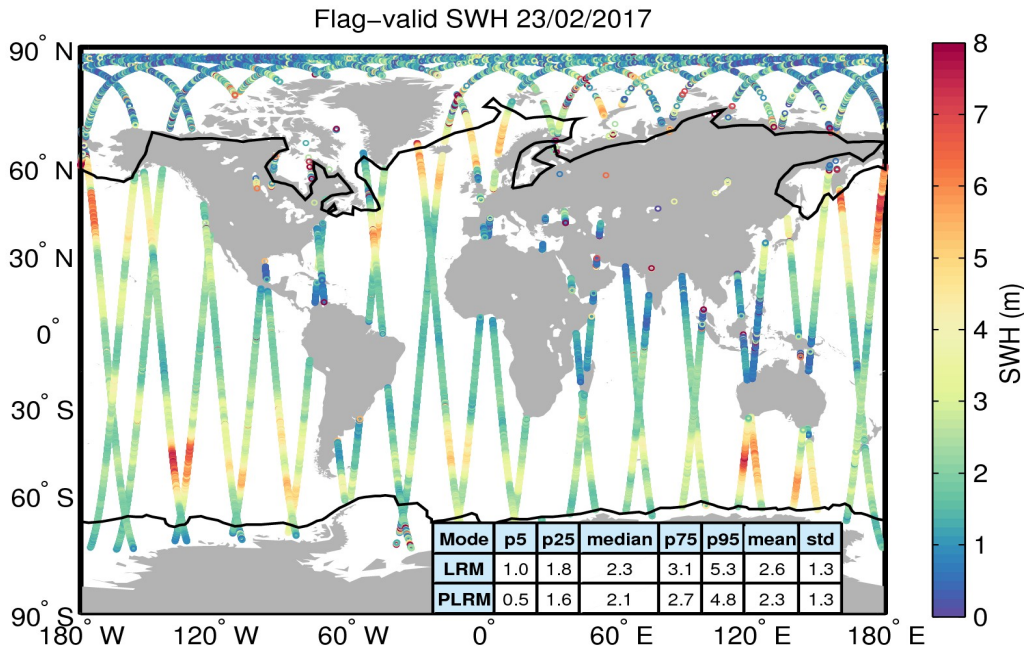 Flag−valid SWH 23/02/2017
90° N
60° N
30° N
0°
30° S
60° S
90° S
180° W
120° W
60° W
0°
60° E
120° E
180° E
Mode p5 p25 median p75 p95 mean std
LRM 1.0 1.8 2.3 3.1 5.3 2.6 1.3
PLRM 0.5 1.6 2.1 2.7 4.8 2.3 1.3
8
7
6
5
4
3
2
1
0
SWH (m)